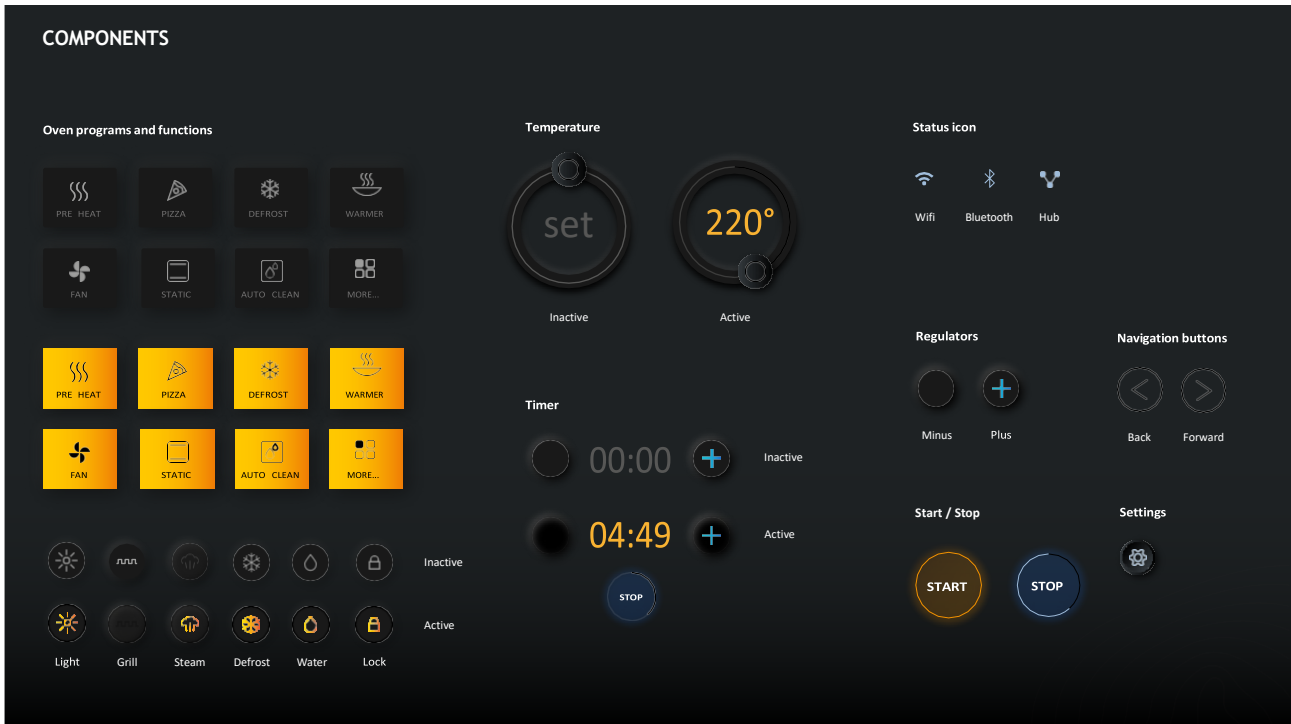 COMPONENTS
Oven programs and functions
PRE HEAT
PIZZA
DEFROST
WARMER
FAN
STATIC
AUTO CLEAN
MORE...
PRE HEAT
PIZZA
DEFROST
WARMER
FAN
STATIC
AUTO CLEAN
MORE...
Inactive
Active
Light
Grill
Steam
Defrost
Water
Lock
Temperature
set
220°
Inactive
Active
Timer
00:00
Inactive
04:49
Active
STOP
Status icon
Wifi
Bluetooth
Hub
Regulators
Minus
Plus
Navigation buttons
Back
Forward
Start / Stop
START
STOP
Settings